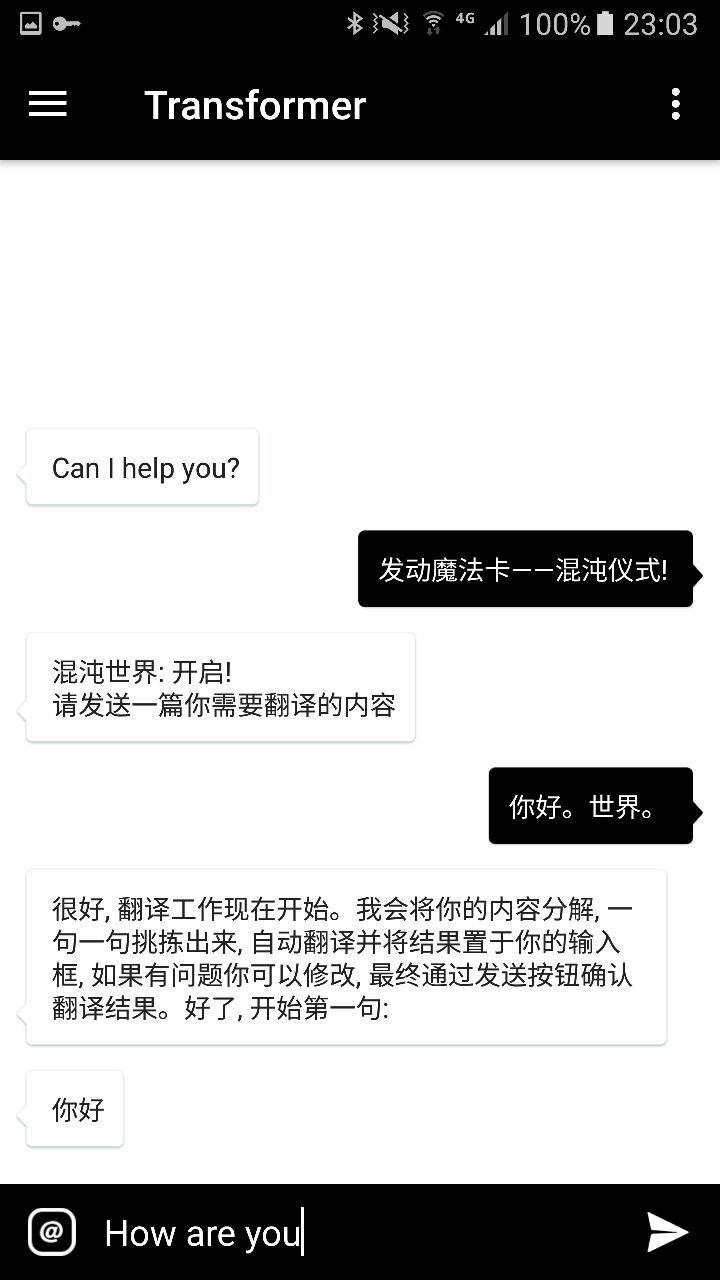 4G 100% 23:03
Transformer
Can I help you?
发动魔法卡——混沌仪式!
混沌世界: 开启!
请发送一篇你需要翻译的内容
你好。世界。
很好, 翻译工作现在开始。我会将你的内容分解, 一
句一句挑拣出来, 自动翻译并将结果置于你的输入
框, 如果有问题你可以修改, 最终通过发送按钮确认
翻译结果。好了, 开始第一句:
你好
@ How are you